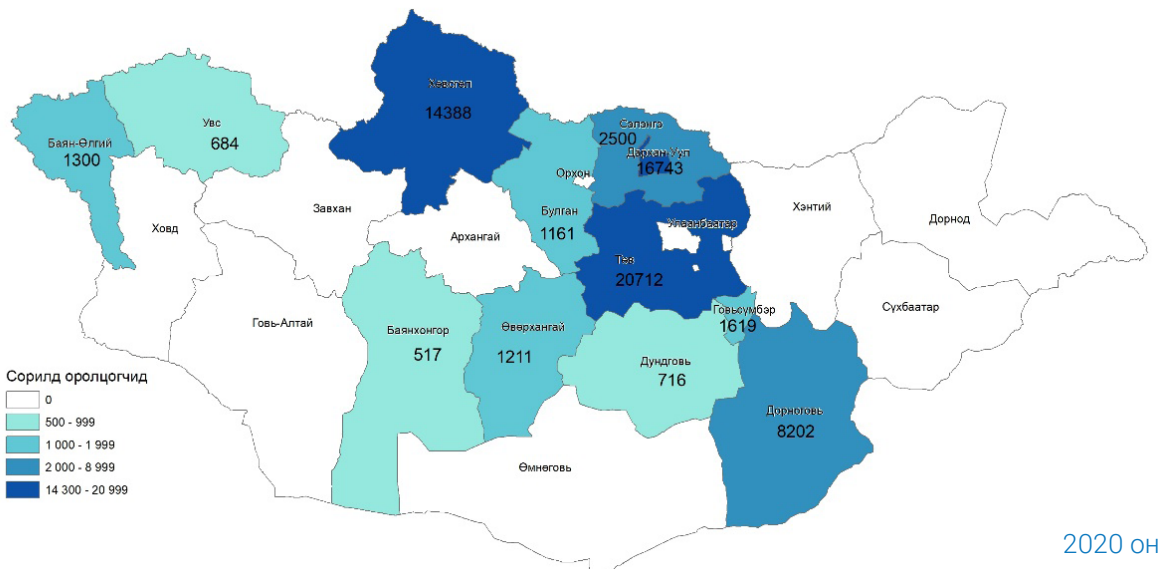 Хөвсгөл
14388
Увс
684
Баян-Өлгий
1300
Сэлэнгэ
2500
Дархан-Уул
16743
Орхон
Завхан
Ховд
Булган
1161
Архангай
Улаанбаатар
Хэнтий
Дорнод
Төв
20712
Говь-Алтай
Баянхонгор
517
Өвөрхангай
1211
Говьсүмбэр
1619
Сүхбаатар
Дундговь
716
Дорноговь
8202
Өмнөговь
Сорилд оролцогчид
0
500 - 999
1 000 - 1 999
2 000 - 8 999
14 300 - 20 999
2020 он